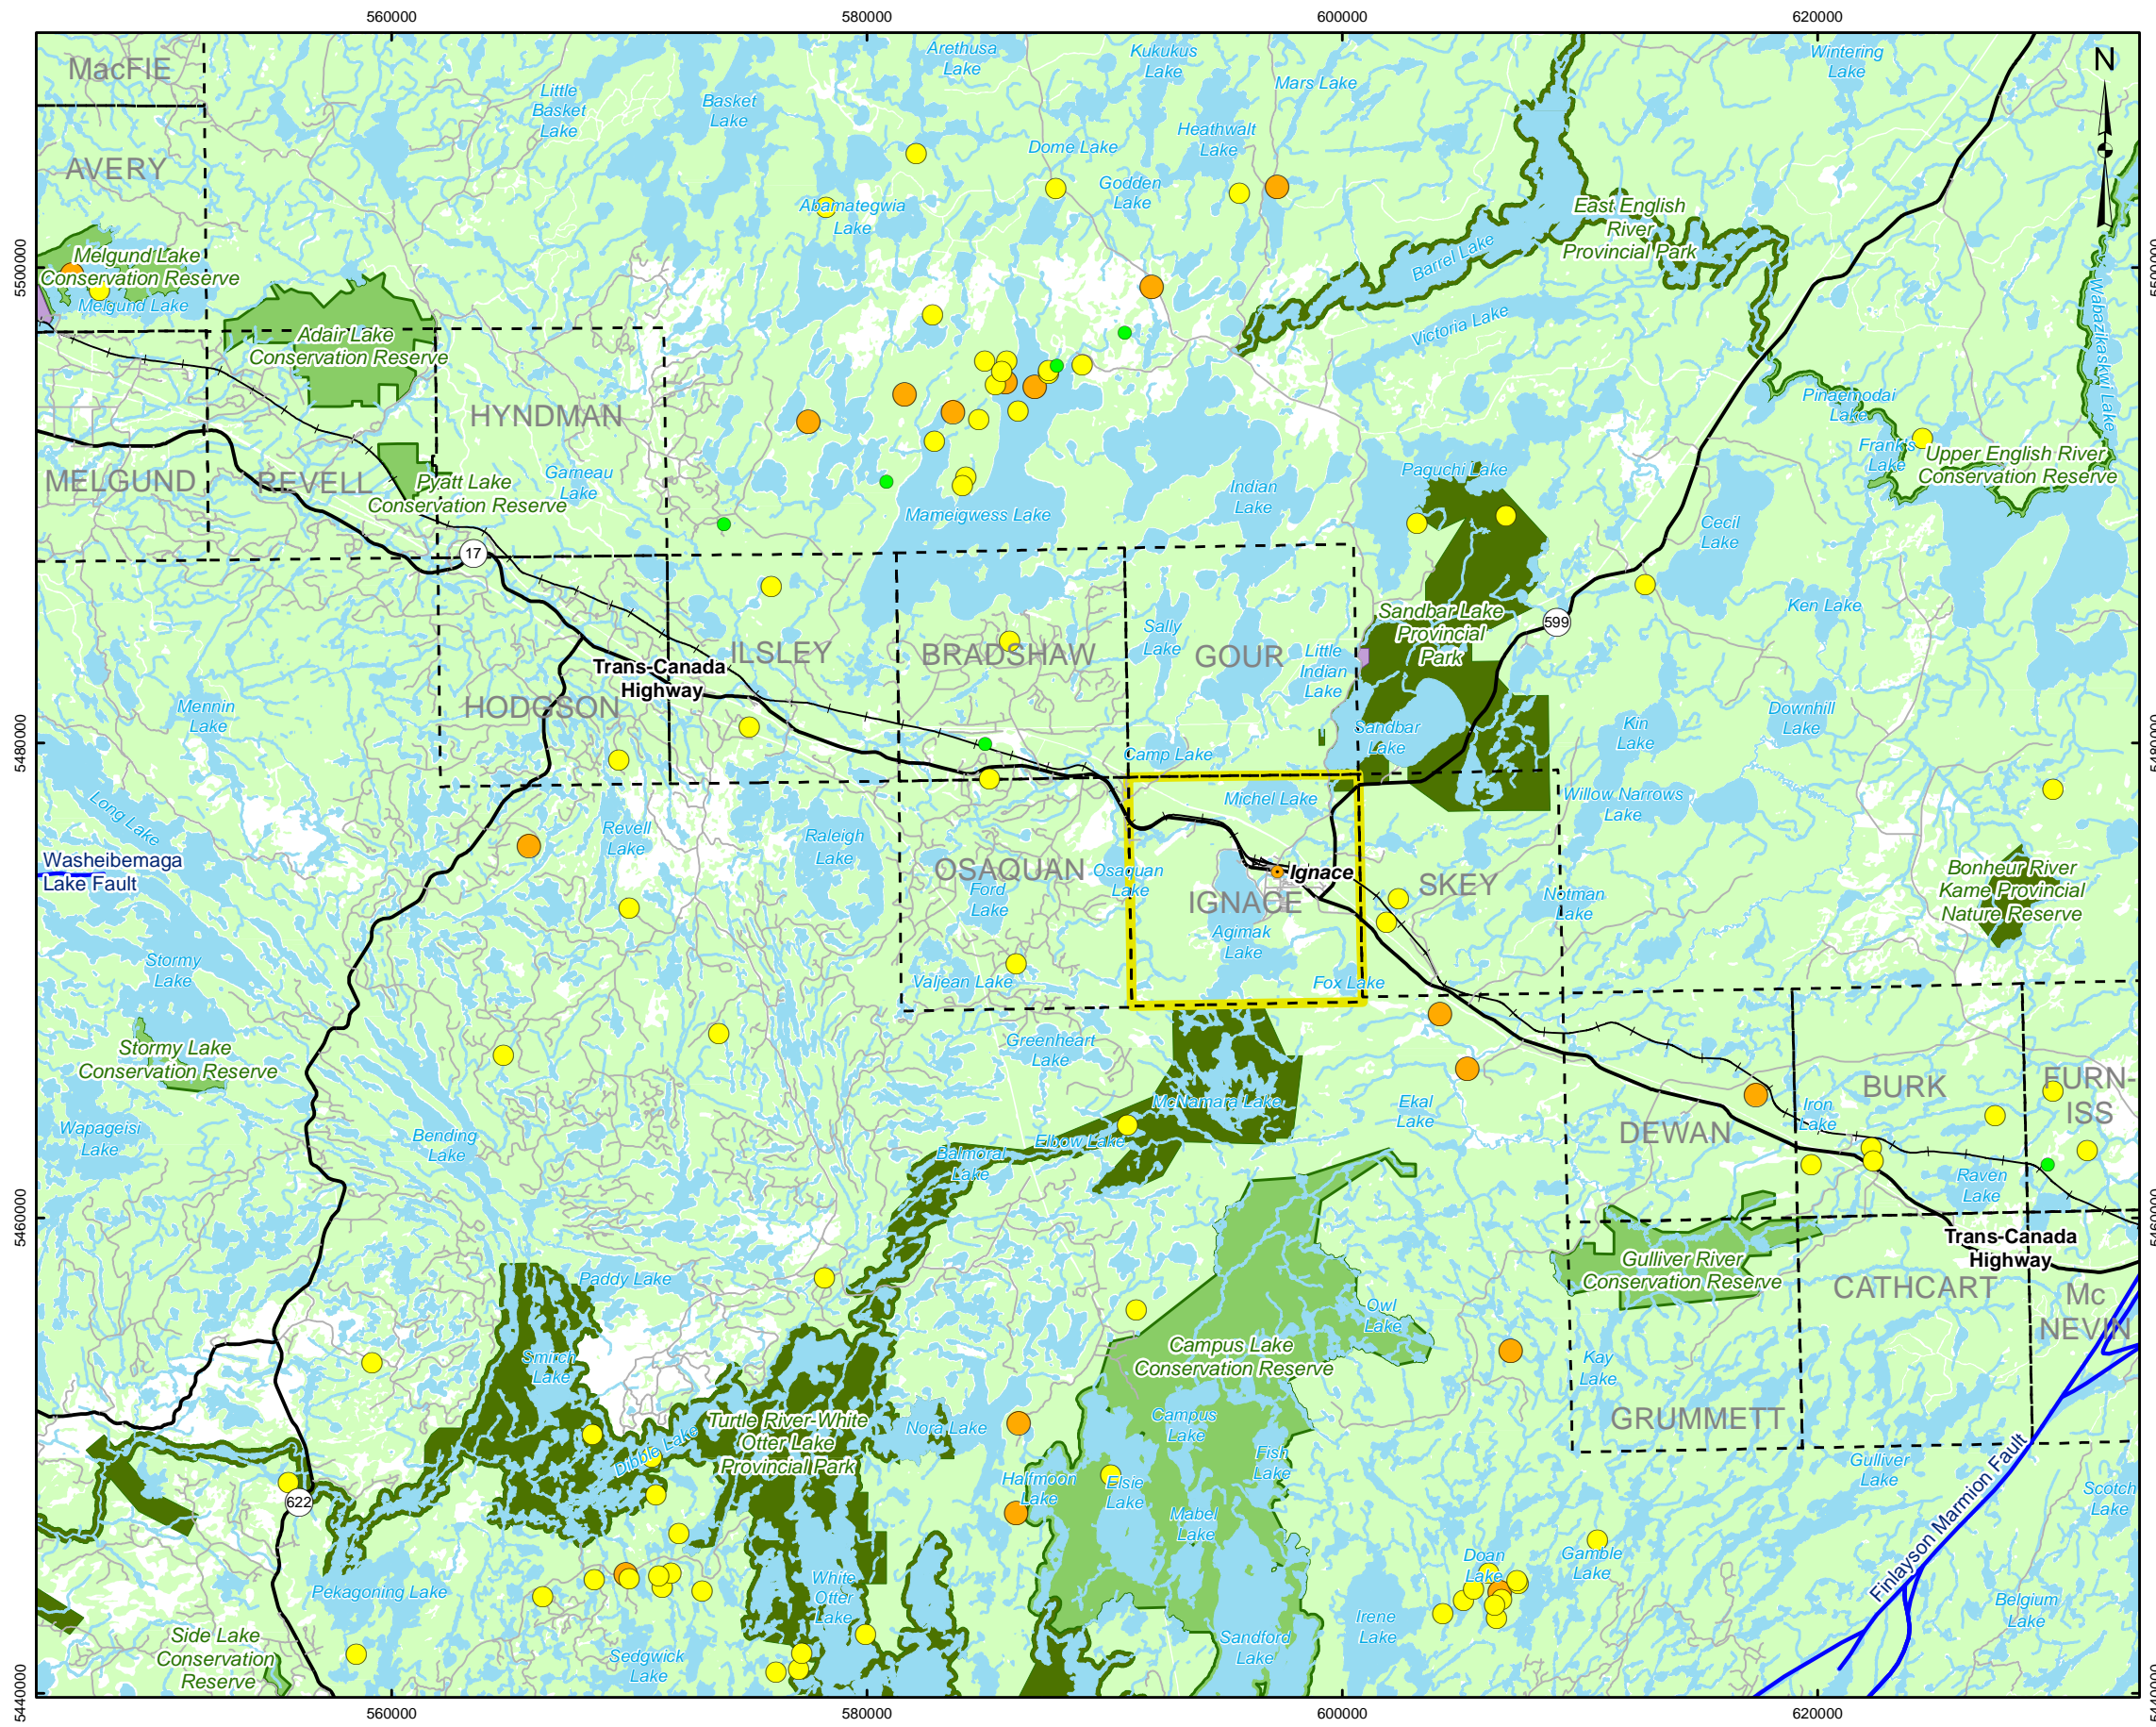 560000
580000
600000
620000
MacFIE
Arethusa
Lake
Kukukus
Lake
Mars Lake
Wintering
Lake
N
Little
Basket
Lake
Basket
Lake
Heathwalt
Lake
Dome Lake
AVERY
Godden
Lake
Abamategwia
Lake
East English
River
Provincial Park
Melgund Lake
Conservation Reserve
Melgund Lake
Barrel Lake
5500000
5500000
Wabazikaskwi Lake
Adair Lake
Conservation Reserve
Victoria Lake
HYNDMAN
Pinaemodai
Lake
Frank's
Lake
Upper English River
Conservation Reserve
MELGUND
REVELL
Garneau
Lake
Pyatt Lake
Conservation Reserve
Paguchi Lake
Indian
Lake
Mameigwess Lake
Cecil
Lake
17
Sandbar Lake
Provincial
Park
599
Ken Lake
Sally
Lake
ILSLEY
BRADSHAW
GOUR
Little
Indian
Lake
Trans-Canada
Highway
HODGSON
Mennin
Lake
Sandbar
Lake
Kin
Lake
Downhill
Lake
5480000
5480000
Camp Lake
Long Lake
Michel Lake
Willow Narrows
Lake
Revell
Lake
Raleigh
Lake
Washeibemaga
Lake Fault
OSAQUAN
Osaquan
Lake
Ford
Lake
Ignace
IGNACE
SKEY
Notman
Lake
Bonheur River
Kame Provincial
Nature Reserve
Agimak
Lake
Stormy
Lake
Valjean Lake
Fox Lake
Stormy Lake
Conservation Reserve
Greenheart
Lake
McNamara Lake
Ekal
Lake
Iron
Lake
BURK
FURN-
ISS
Wapageisi
Lake
Bending
Lake
Elbow Lake
Balmoral
Lake
DEWAN
Raven
Lake
5460000
5460000
Trans-Canada
Highway
Gulliver River
Conservation Reserve
CATHCART
Mc
NEVIN
Paddy Lake
Owl
Lake
Campus Lake
Conservation Reserve
Smirch
Lake
Kay
Lake
GRUMMETT
Turtle River-White
Otter Lake
Provincial Park
Nora Lake
Campus
Lake
Dibble Lake
Fish
Lake
Halfmoon
Lake
Elsie
Lake
Mabel
Lake
Gulliver
Lake
Scotch
Lake
622
Finlayson Marmion Fault
Doan
Lake
Gamble
Lake
Pekagoning Lake
White
Otter
Lake
Irene
Lake
Belgium
Lake
Side Lake
Conservation
Reserve
Sedgwick
Lake
Sandford
Lake
5440000
5440000
560000
580000
600000
620000